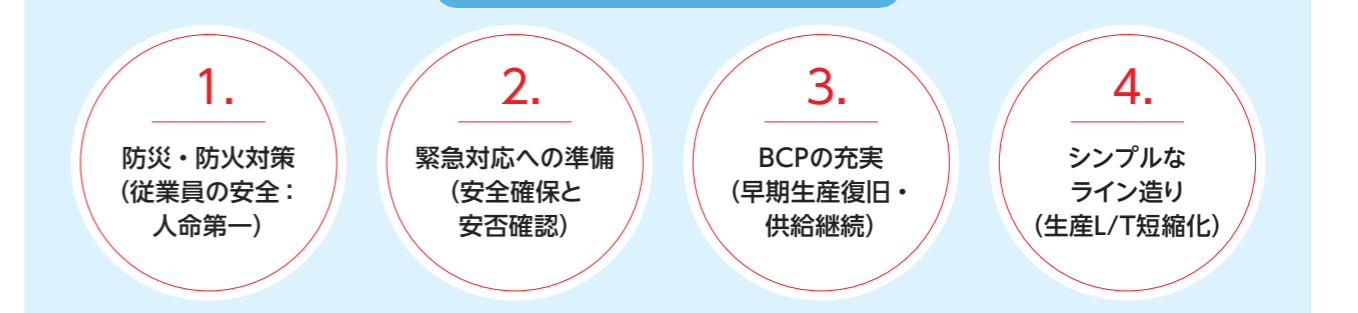 1.
防災・防火対策
(従業員の安全：
人命第一)
2.
緊急対応への準備
(安全確保と
安否確認)
3.
BCPの充実
(早期生産復旧・
供給継続)
4.
シンプルな
ライン造り
(生産L/T短縮化)